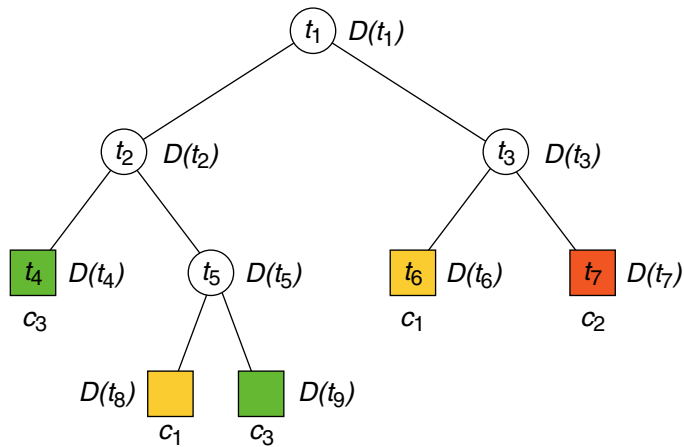 t1 D(t1)
t2 D(t2) t3 D(t3)
t4 D(t4) t5 D(t5) t6 D(t6) t7 D(t7)
c3 c1 c2
D(t8) D(t9)
c1 c3